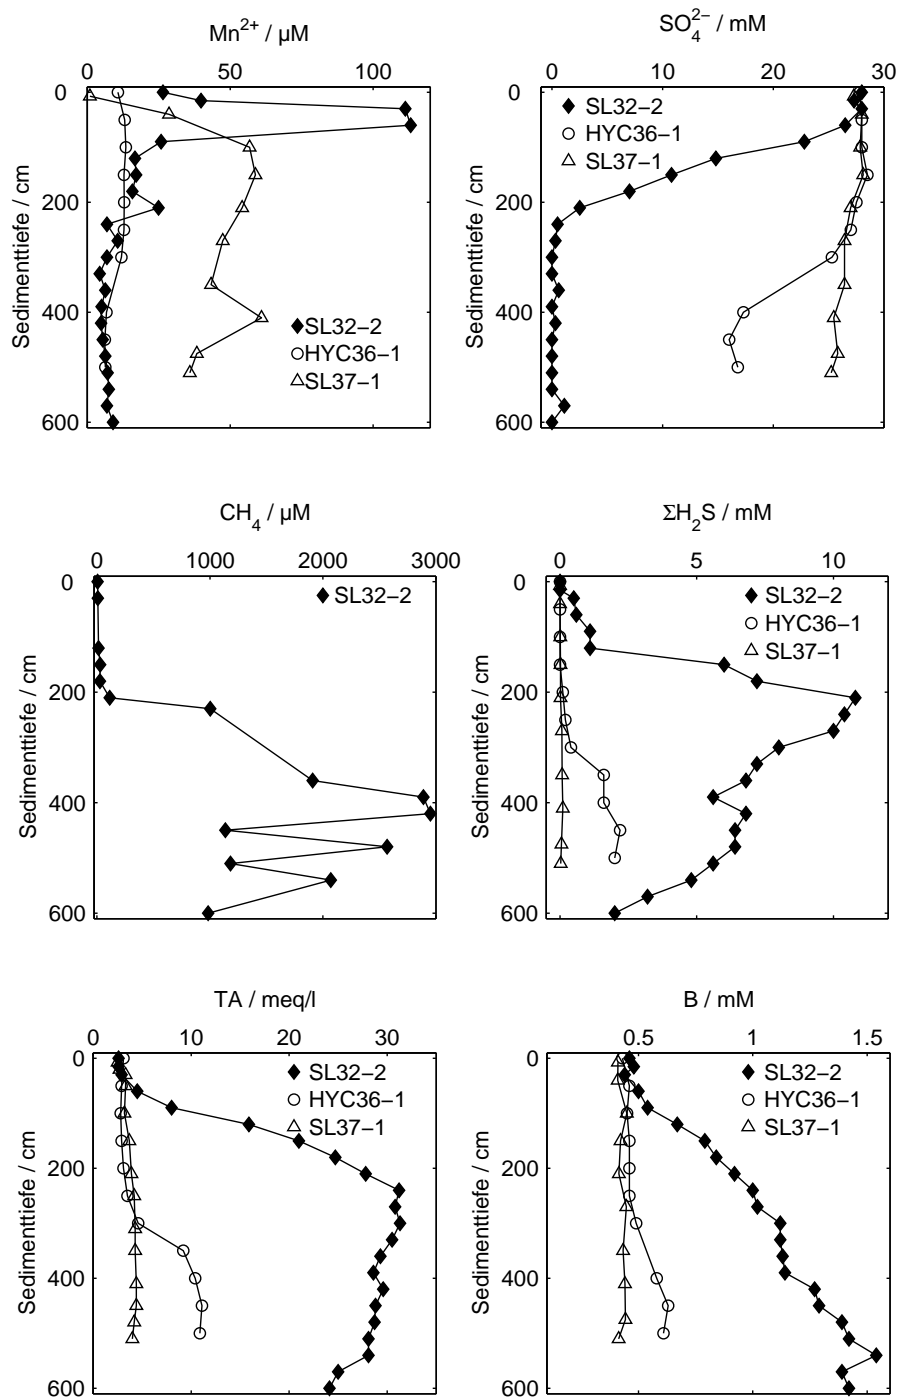 Mn²⁺ / µM
0 50 100
0
200
400
600
Sedimenttiefe / cm
SL32−2
HYC36−1
SL37−1
SO₄²⁻ / mM
0 10 20 30
0
200
400
600
Sedimenttiefe / cm
SL32−2
HYC36−1
SL37−1
CH₄ / µM
0 1000 2000 3000
0
200
400
600
Sedimenttiefe / cm
SL32−2
ΣH₂S / mM
0 5 10
0
200
400
600
Sedimenttiefe / cm
SL32−2
HYC36−1
SL37−1
TA / meq/l
0 10 20 30
0
200
400
600
Sedimenttiefe / cm
SL32−2
HYC36−1
SL37−1
B / mM
0.5 1 1.5
0
200
400
600
Sedimenttiefe / cm
SL32−2
HYC36−1
SL37−1